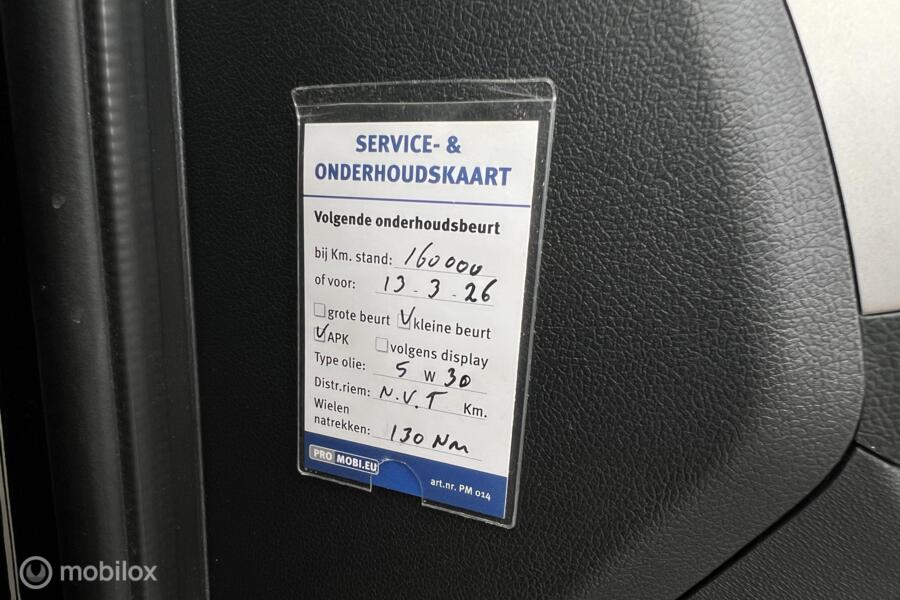 SERVICE- &
ONDERHOUDSKAART
Volgende onderhoudsbeurt
bij Km. stand: 160000
of voor: 13 - 3 - 26
grote beurt kleine beurt
APK volgens display
Type olie: 5 W 30
Distr.riem: N.V.T Km.
Wielen
natrekken: 130 Nm
PRO MOBI.EU
art.nr. PM 014
mobilox